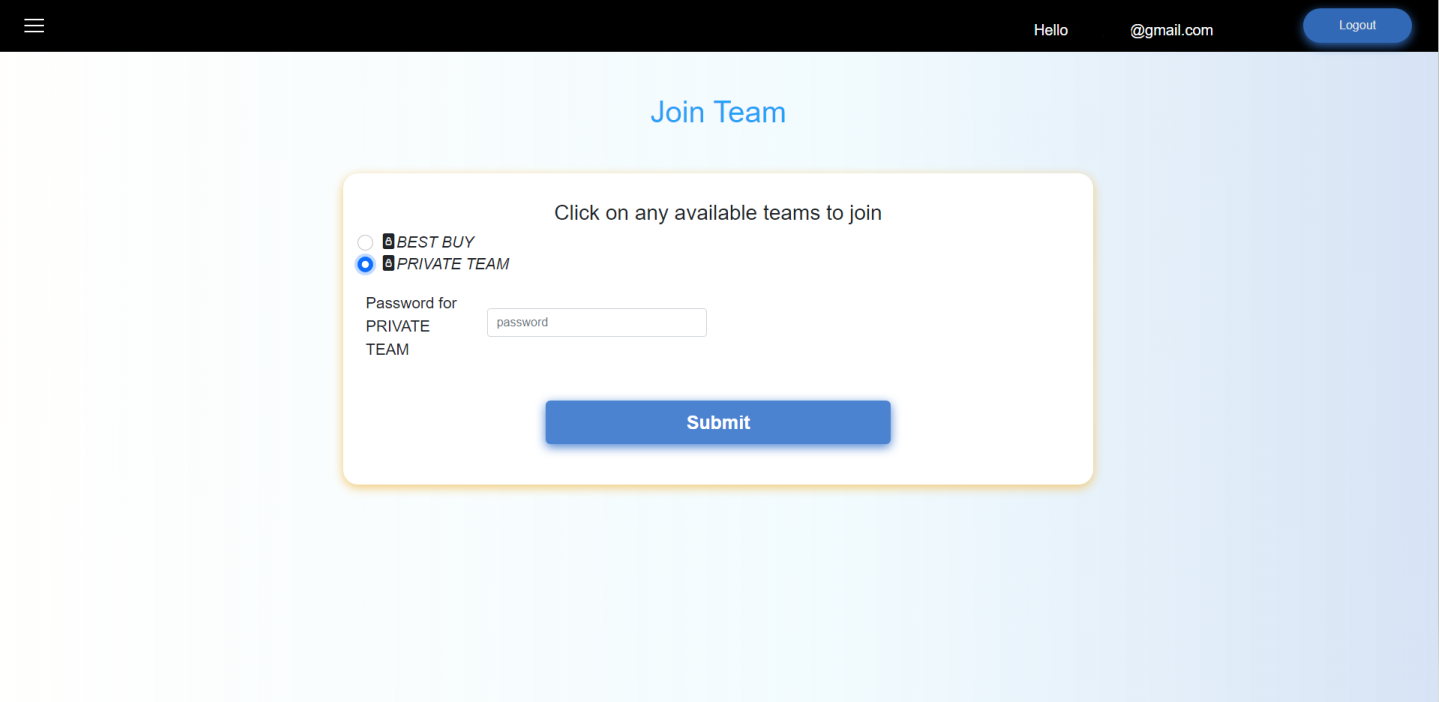 Hello @gmail.com Logout
Join Team
Click on any available teams to join
BEST BUY
PRIVATE TEAM
Password for
PRIVATE
TEAM
password
Submit